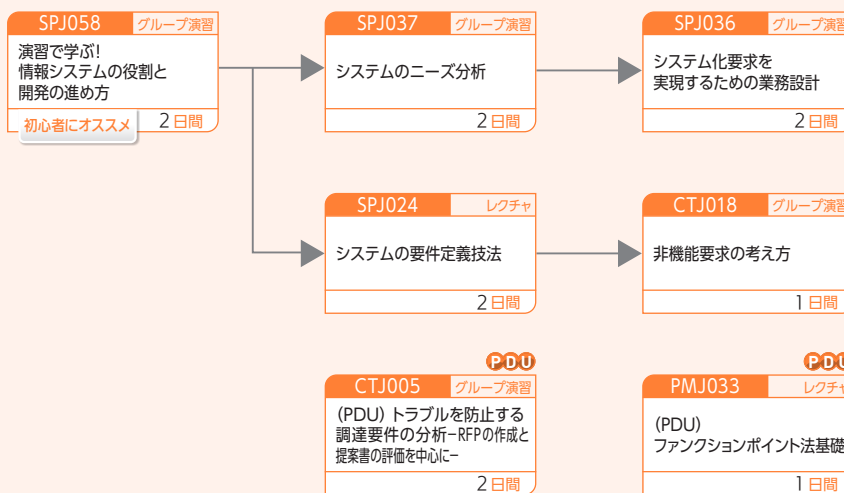 SPJ058 グループ演習
演習で学ぶ!
情報システムの役割と
開発の進め方
初心者にオススメ 2日間
SPJ037 グループ演習
システムのニーズ分析
2日間
SPJ036 グループ演習
システム化要求を
実現するための業務設計
2日間
SPJ024 レクチャ
システムの要件定義技法
2日間
CTJ018 グループ演習
非機能要求の考え方
1日間
PDU
CTJ005 グループ演習
(PDU) トラブルを防止する
調達要件の分析−RFPの作成と
提案書の評価を中心に−
2日間
PDU
PMJ033 レクチャ
(PDU)
ファンクションポイント法基礎
1日間